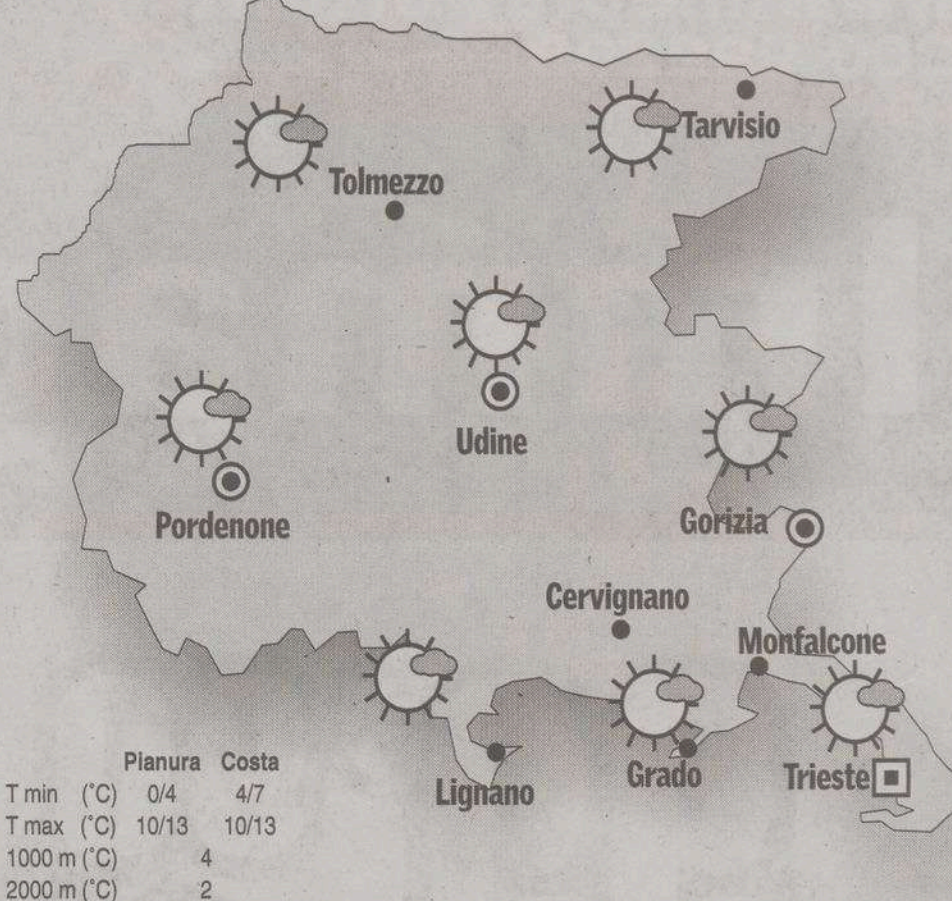 Tarvisio
Tolmezzo
Udine
Pordenone
Gorizia
Cervignano
Monfalcone
Lignano
Grado
Trieste
Pianura Costa
T min (°C) 0/4 4/7
T max (°C) 10/13 10/13
1000 m (°C) 4
2000 m (°C) 2